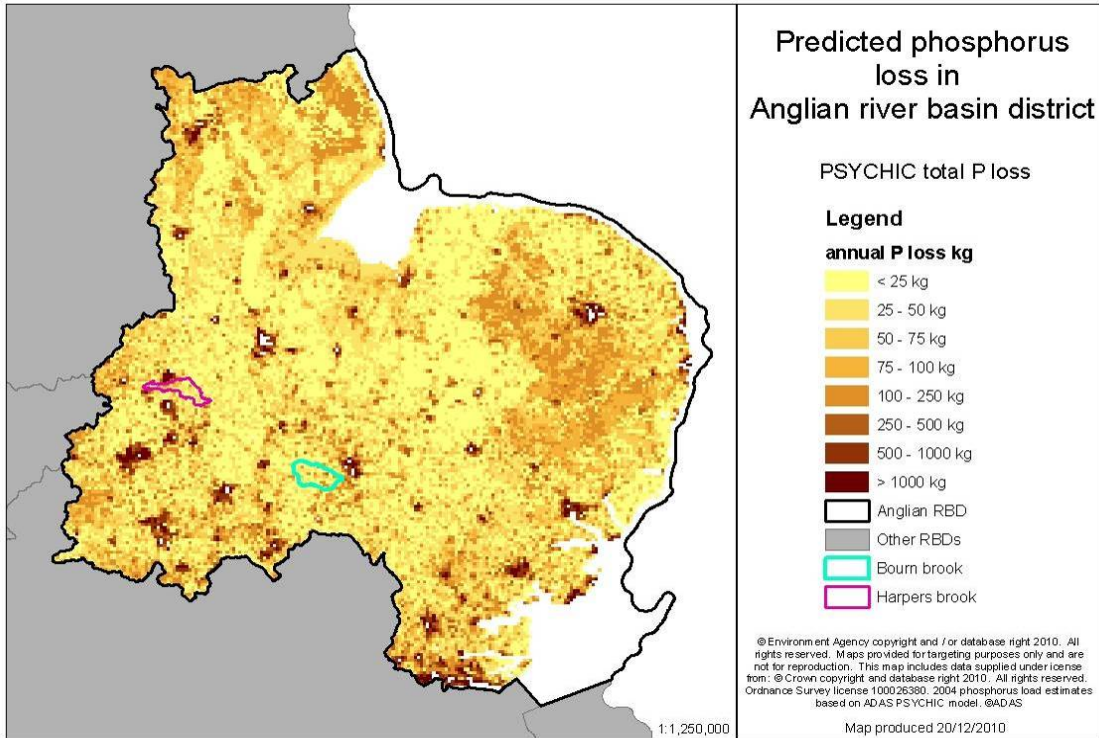 Predicted phosphorus
loss in
Anglian river basin district
PSYCHIC total P loss
Legend
annual P loss kg
< 25 kg
25 - 50 kg
50 - 75 kg
75 - 100 kg
100 - 250 kg
250 - 500 kg
500 - 1000 kg
> 1000 kg
Anglian RBD
Other RBDs
Bourn brook
Harpers brook
© Environment Agency copyright and / or database right 2010. All
rights reserved. Maps provided for targeting purposes only and are
not for reproduction. This map includes data supplied under icense
from: © Crown copyright and database right 2010. All rights reserved.
Ordnance Survey license 100026380. 2004 phosphorus load estimates
based on ADAS PSYCHIC model. ©ADAS
Map produced 20/12/2010
1:1,250,000